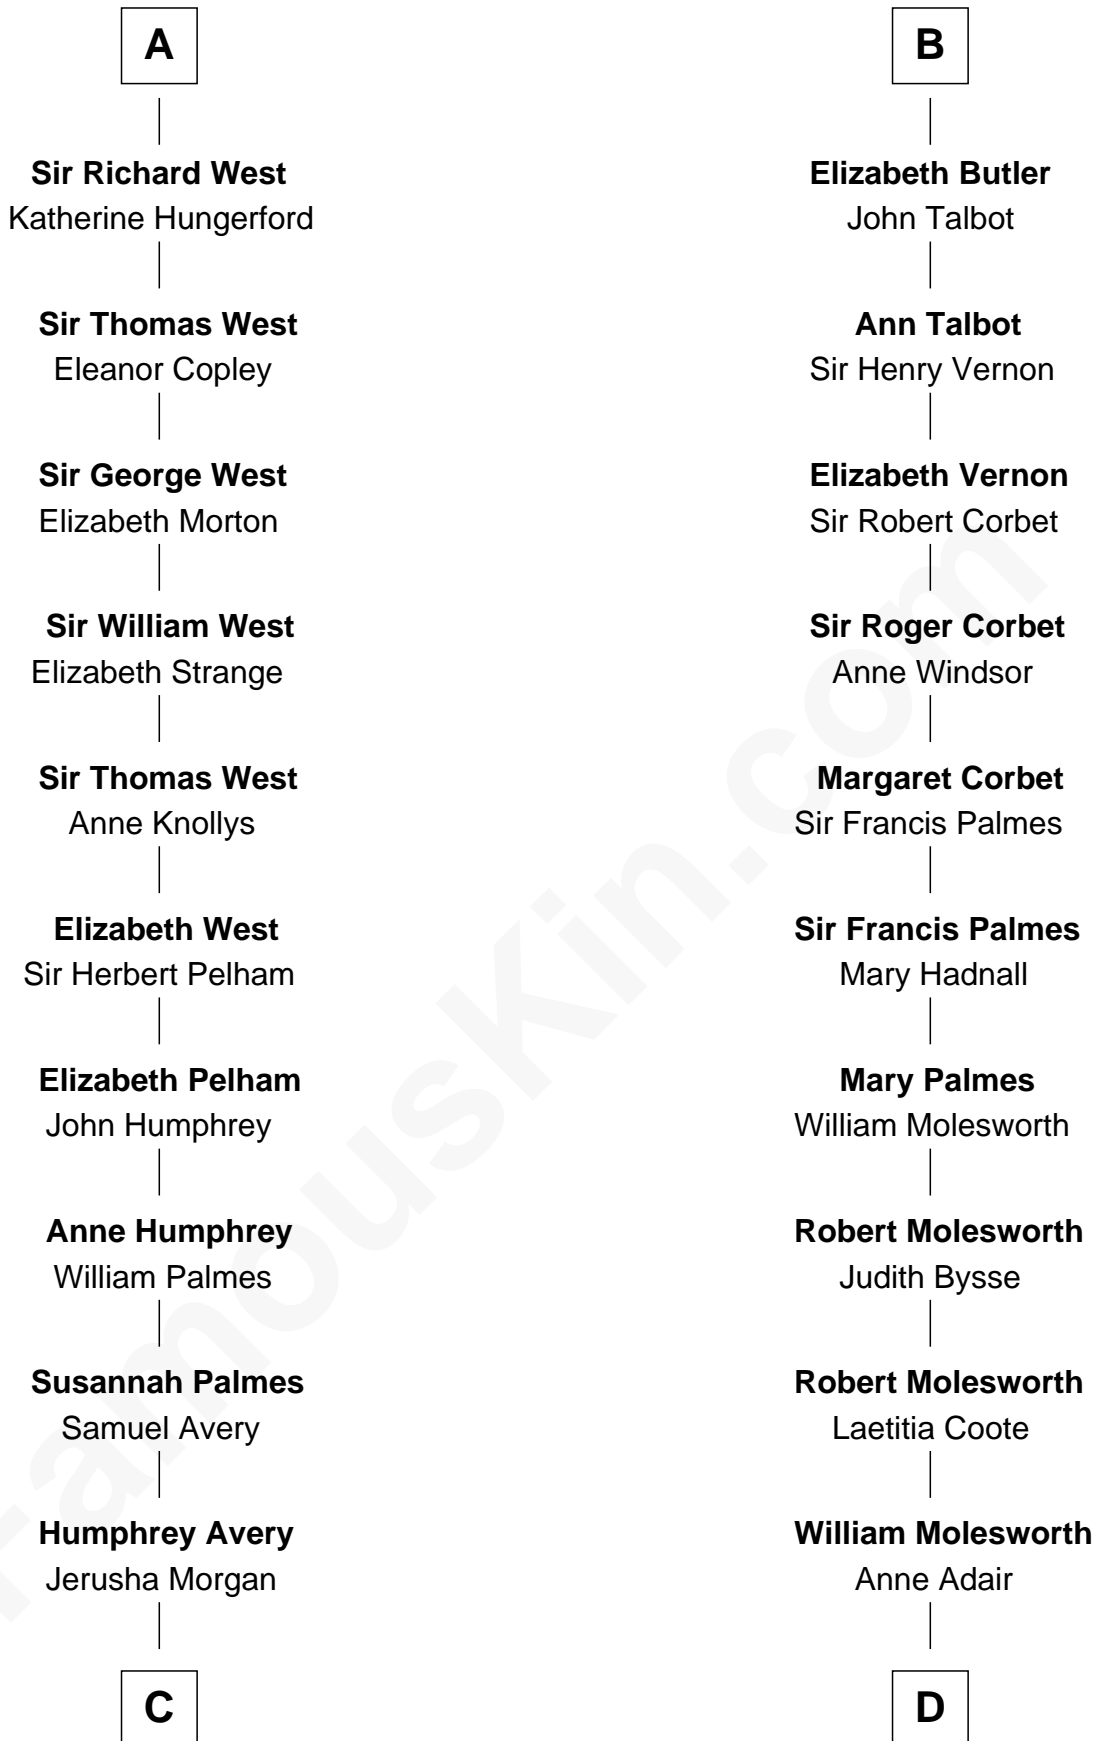 A
Sir Richard West
Katherine Hungerford
Sir Thomas West
Eleanor Copley
Sir George West
Elizabeth Morton
Sir William West
Elizabeth Strange
Sir Thomas West
Anne Knollys
Elizabeth West
Sir Herbert Pelham
Elizabeth Pelham
John Humphrey
Anne Humphrey
William Palmes
Susannah Palmes
Samuel Avery
Humphrey Avery
Jerusha Morgan
C
B
Elizabeth Butler
John Talbot
Ann Talbot
Sir Henry Vernon
Elizabeth Vernon
Sir Robert Corbet
Sir Roger Corbet
Anne Windsor
Margaret Corbet
Sir Francis Palmes
Sir Francis Palmes
Mary Hadnall
Mary Palmes
William Molesworth
Robert Molesworth
Judith Bysse
Robert Molesworth
Laetitia Coote
William Molesworth
Anne Adair
D
FamousKin.com